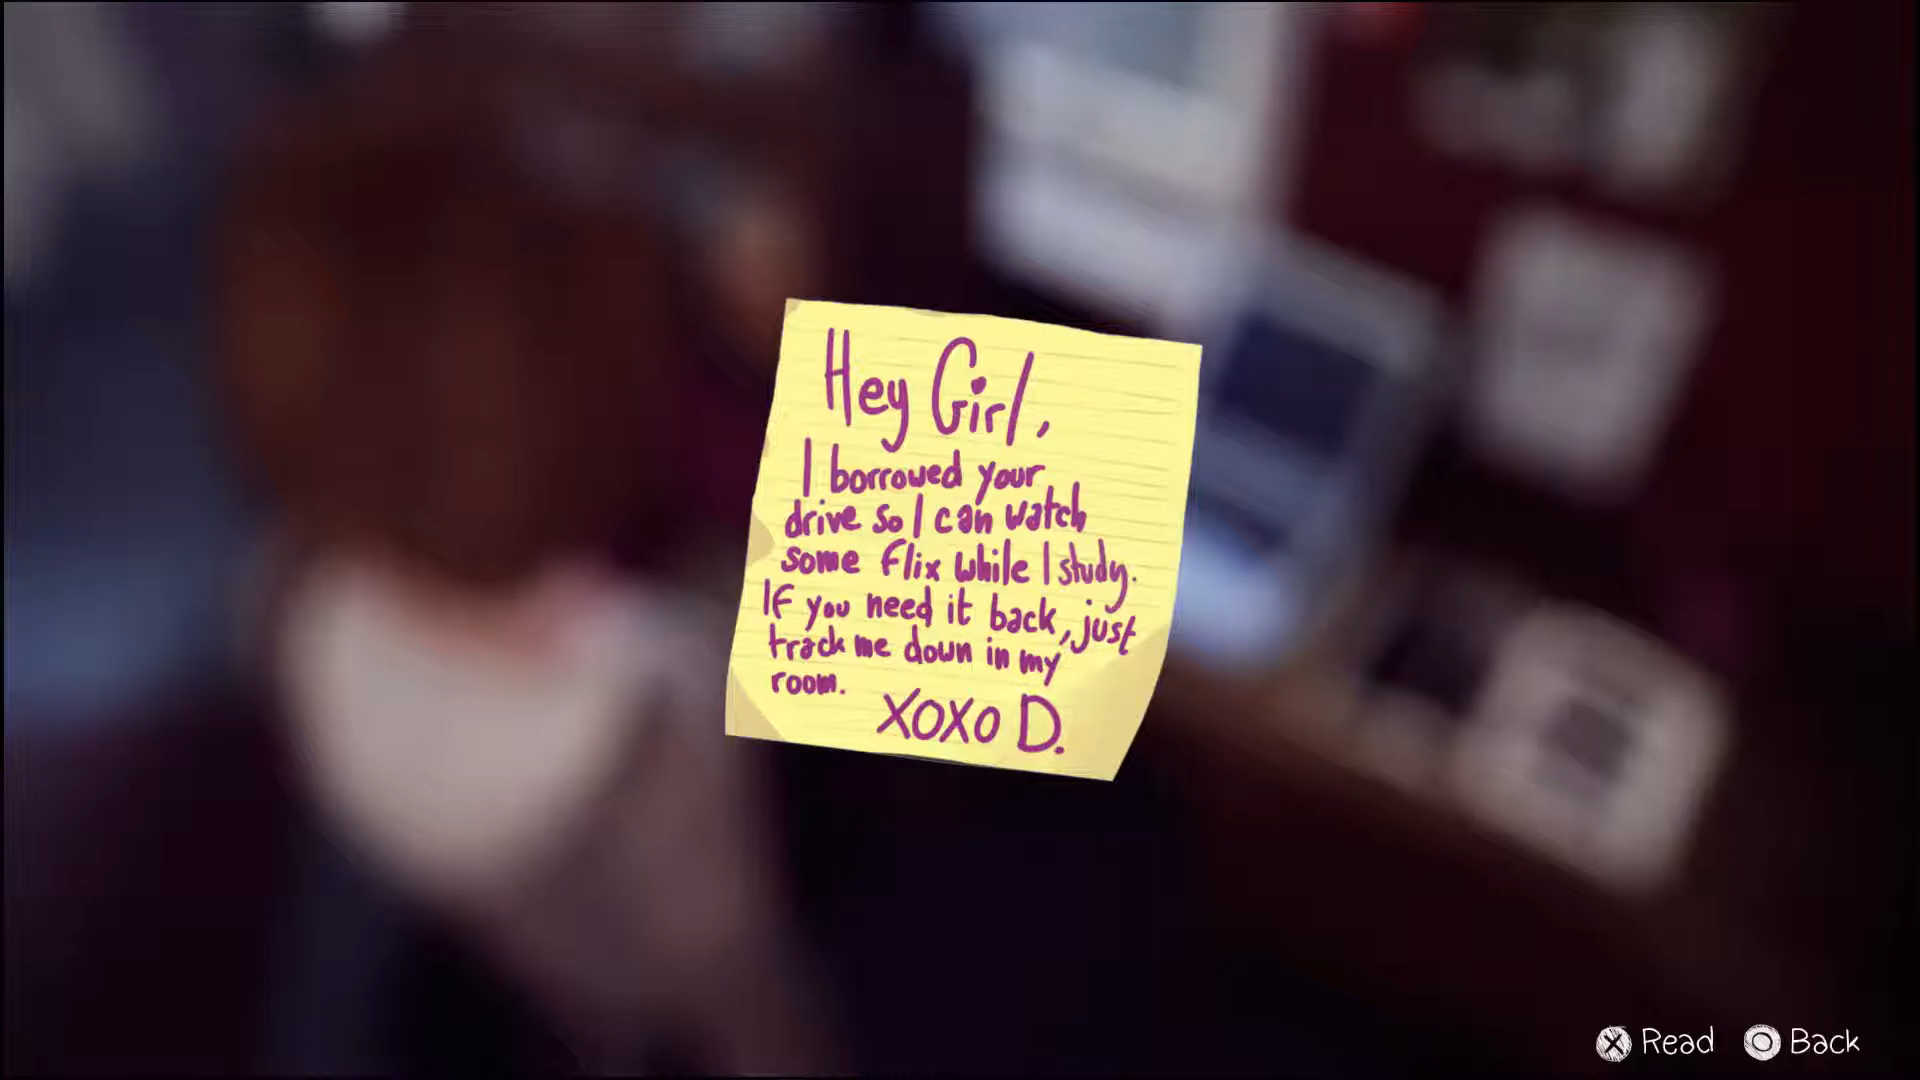 Hey Girl,
I borrowed your
drive so I can watch
some flix while I study.
If you need it back, just
track me down in my
room.
XOXO D.
Read
Back